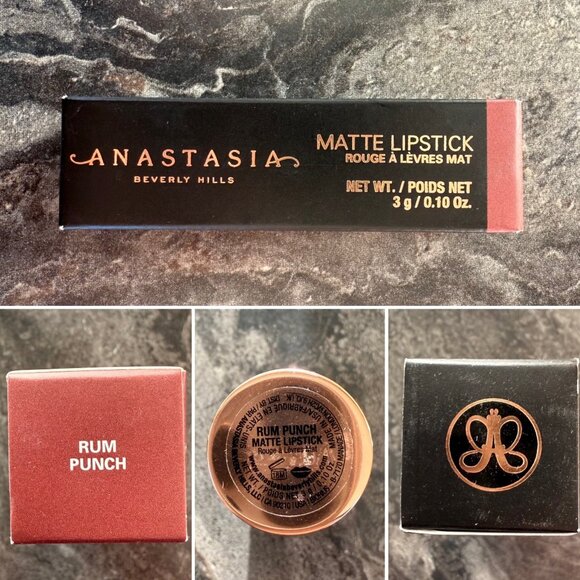 ANASTASIA
BEVERLY HILLS
MATTE LIPSTICK
ROUGE À LÈVRES MAT
NET WT. / POIDS NET
3 g / 0.10 Oz.
RUM
PUNCH
RUM PUNCH
MATTE LIPSTICK
Rouge à Lèvres Mat